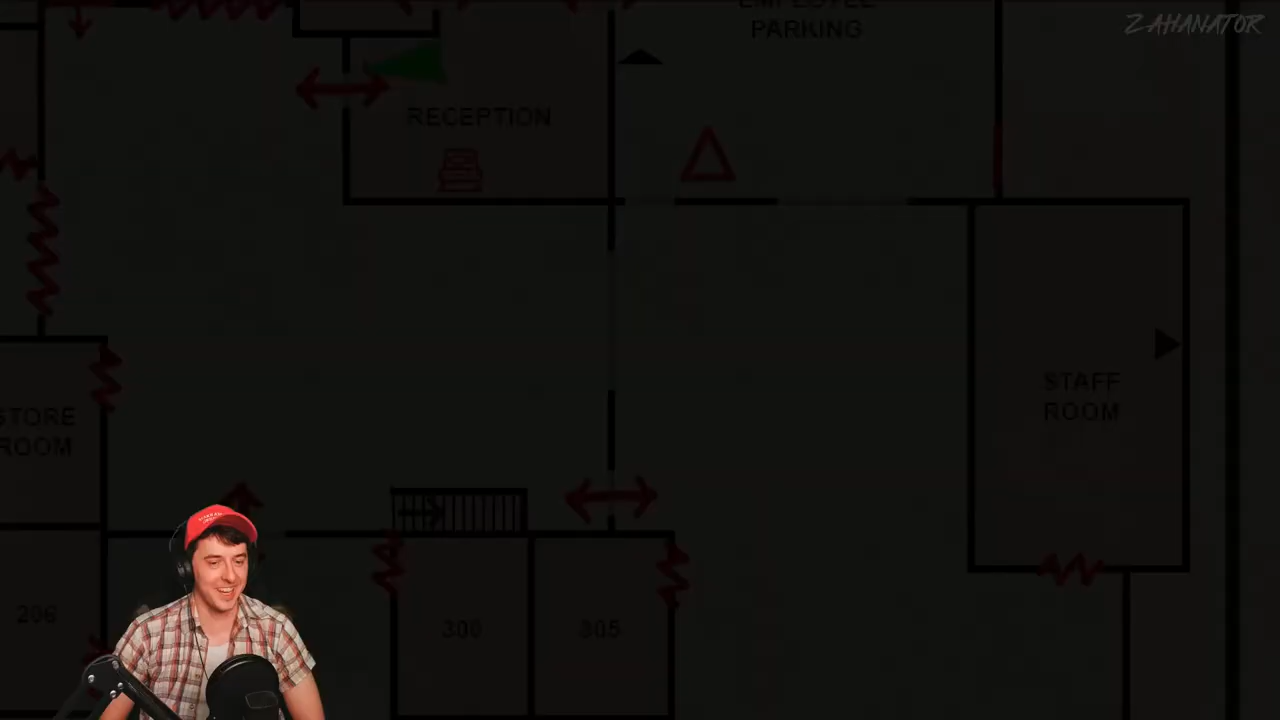 EMPLOYEE
PARKING
ZAHANATOR
RECEPTION
STAFF
ROOM
STORE
ROOM
206
300
305